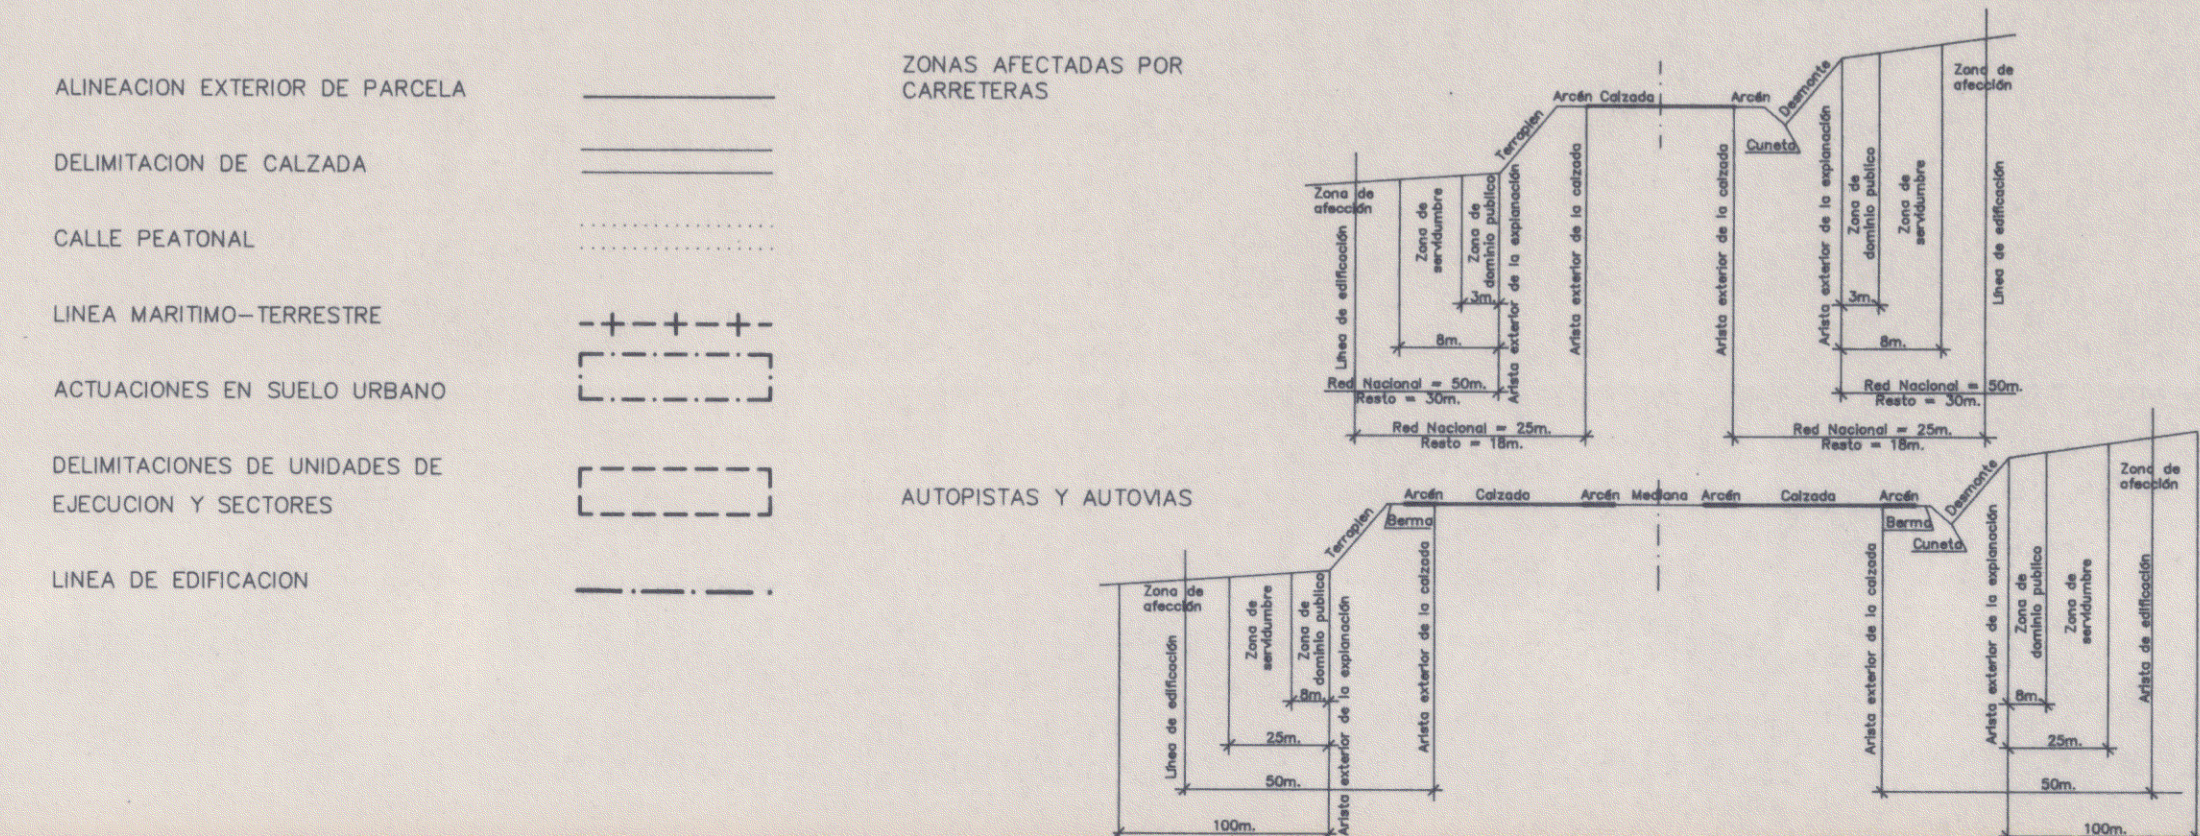 ALINEACION EXTERIOR DE PARCELA
DELIMITACION DE CALZADA
CALLE PEATONAL
LINEA MARITIMO-TERRESTRE
ACTUACIONES EN SUELO URBANO
DELIMITACIONES DE UNIDADES DE
EJECUCION Y SECTORES
LINEA DE EDIFICACION
ZONAS AFECTADAS POR
CARRETERAS
Zona de
afección
Línea de edificación
Zona de
servidumbre
Zona de
dominio publico
Terraplen
Arista exterior de la explanación
Arcén Calzada
Arista exterior de la calzada
Arcén
Arista exterior de la calzada
Cuneta
Desmonte
Arista exterior de la explanación
Zona de
dominio publico
Zona de
servidumbre
Zona de
afección
Línea de edificación
3m.
8m.
Red Nacional = 50m.
Resto = 30m.
Red Nacional = 25m.
Resto = 18m.
3m.
8m.
Red Nacional = 50m.
Resto = 30m.
Red Nacional = 25m.
Resto = 18m.
AUTOPISTAS Y AUTOVIAS
Zona de
afección
Línea de edificación
Zona de
servidumbre
Zona de
dominio publico
Terraplen
Arista exterior de la explanación
Arcén Calzada Arcén Mediana Arcén Calzada Arcén
Berma
Arista exterior de la calzada
Berma
Cuneta
Arista exterior de la calzada
Desmonte
Arista exterior de la explanación
Zona de
dominio publico
Zona de
servidumbre
Zona de
afección
Arista de edificación
8m.
25m.
50m.
100m.
8m.
25m.
50m.
100m.